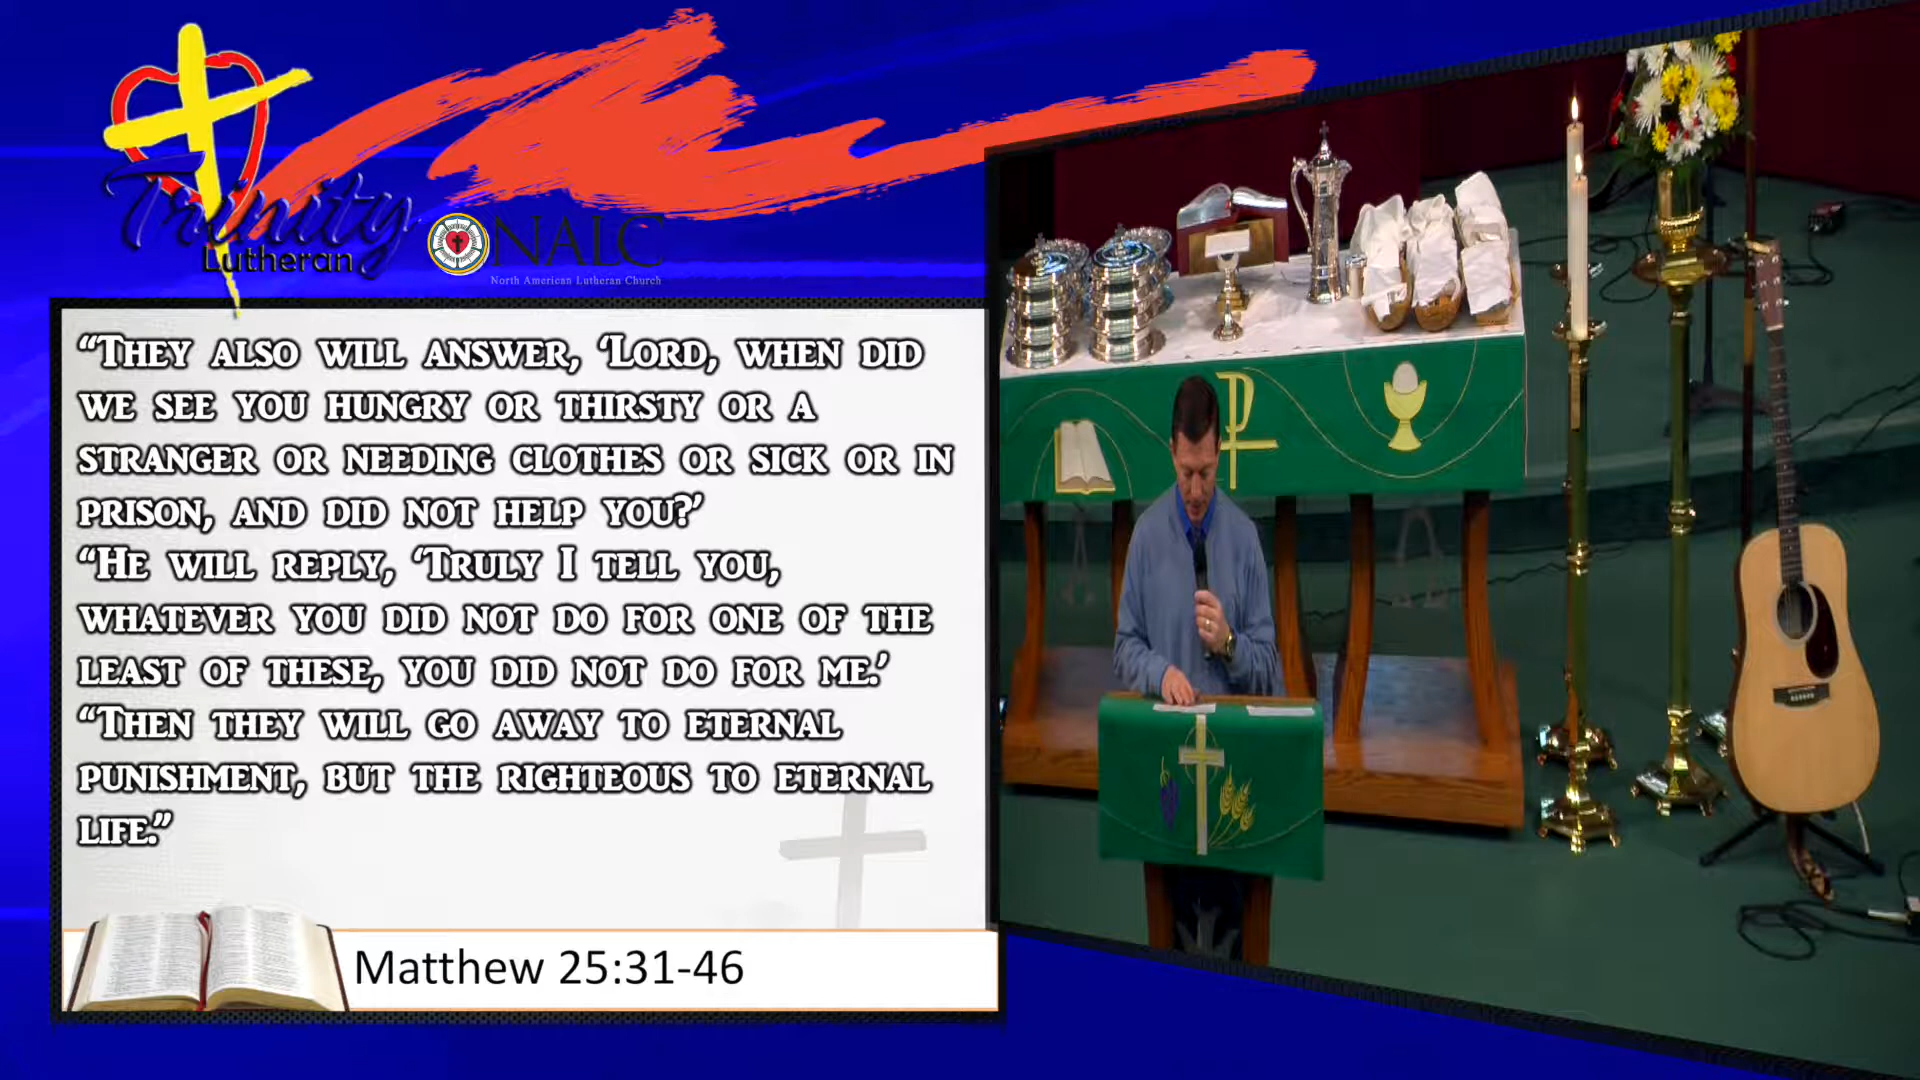 Trinity
Lutheran
NALC
North American Lutheran Church
“They also will answer, ‘Lord, when did
we see you hungry or thirsty or a
stranger or needing clothes or sick or in
prison, and did not help you?’
“He will reply, ‘Truly I tell you,
whatever you did not do for one of the
least of these, you did not do for me.’
“Then they will go away to eternal
punishment, but the righteous to eternal
life.”
Matthew 25:31-46